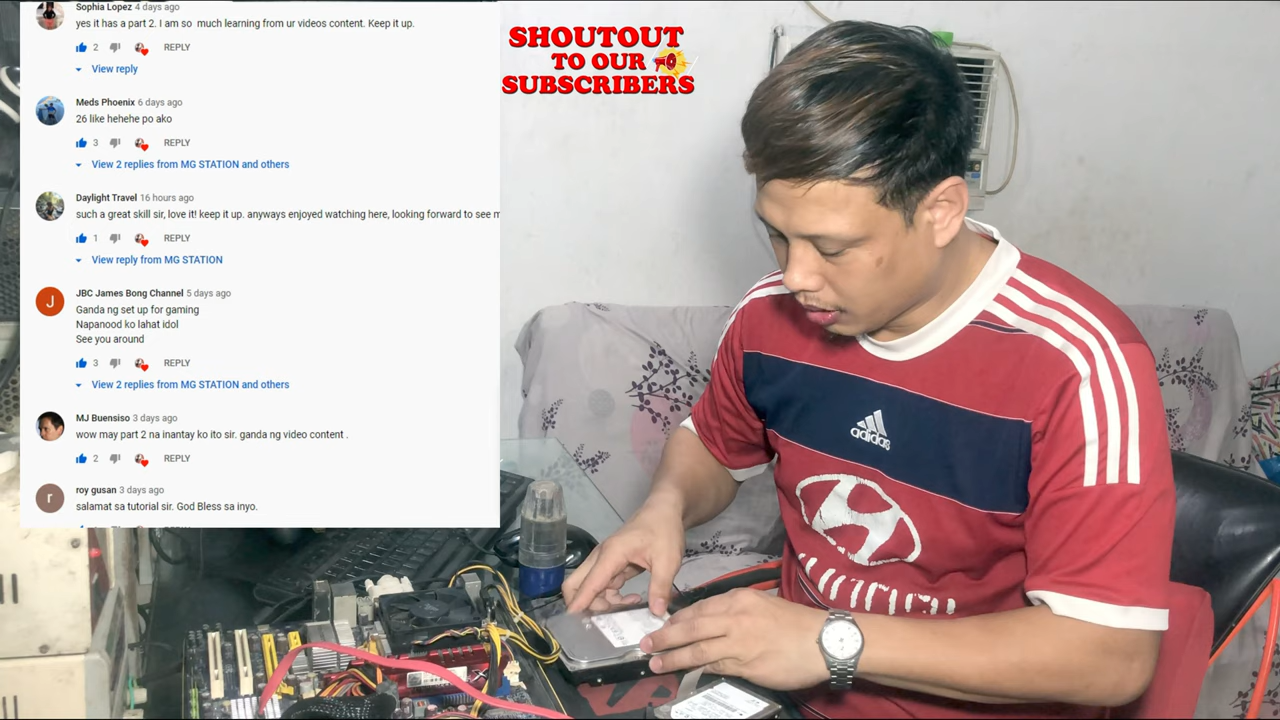 Sophia Lopez 4 days ago
yes it has a part 2. I am so much learning from ur videos content. Keep it up.
2 REPLY
View reply
Meds Phoenix 6 days ago
26 like hehehe po ako
3 REPLY
View 2 replies from MG STATION and others
Daylight Travel 16 hours ago
such a great skill sir, love it! keep it up. anyways enjoyed watching here, looking forward to see
1 REPLY
View reply from MG STATION
J
JBC James Bong Channel 5 days ago
Ganda ng set up for gaming
Napanood ko lahat idol
See you around
3 REPLY
View 2 replies from MG STATION and others
MJ Buensiso 3 days ago
wow may part 2 na inantay ko ito sir. ganda ng video content .
2 REPLY
r
roy gusan 3 days ago
salamat sa tutorial sir. God Bless sa inyo.
SHOUTOUT
TO OUR
SUBSCRIBERS
adidas